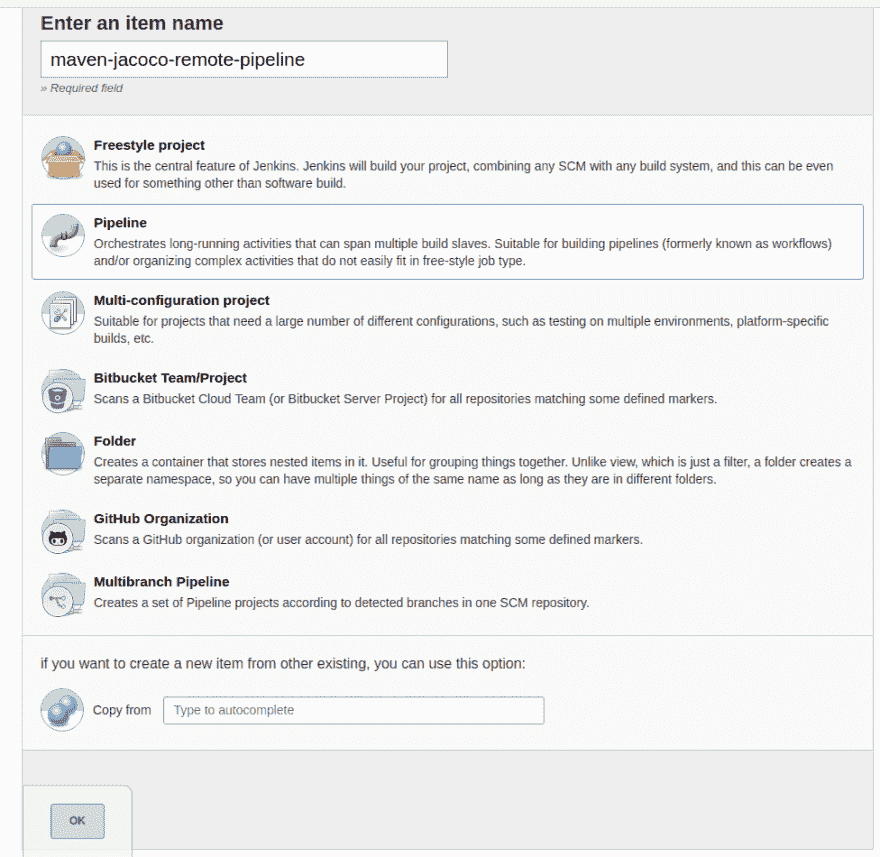 Enter an item name
maven-jacoco-remote-pipeline
» Required field
Freestyle project
This is the central feature of Jenkins. Jenkins will build your project, combining any SCM with any build system, and this can be even
used for something other than software build.
Pipeline
Orchestrates long-running activities that can span multiple build slaves. Suitable for building pipelines (formerly known as workflows)
and/or organizing complex activities that do not easily fit in free-style job type.
Multi-configuration project
Suitable for projects that need a large number of different configurations, such as testing on multiple environments, platform-specific
builds, etc.
Bitbucket Team/Project
Scans a Bitbucket Cloud Team (or Bitbucket Server Project) for all repositories matching some defined markers.
Folder
Creates a container that stores nested items in it. Useful for grouping things together. Unlike view, which is just a filter, a folder creates a
separate namespace, so you can have multiple things of the same name as long as they are in different folders.
GitHub Organization
Scans a GitHub organization (or user account) for all repositories matching some defined markers.
Multibranch Pipeline
Creates a set of Pipeline projects according to detected branches in one SCM repository.
if you want to create a new item from other existing, you can use this option:
Copy from Type to autocomplete
OK